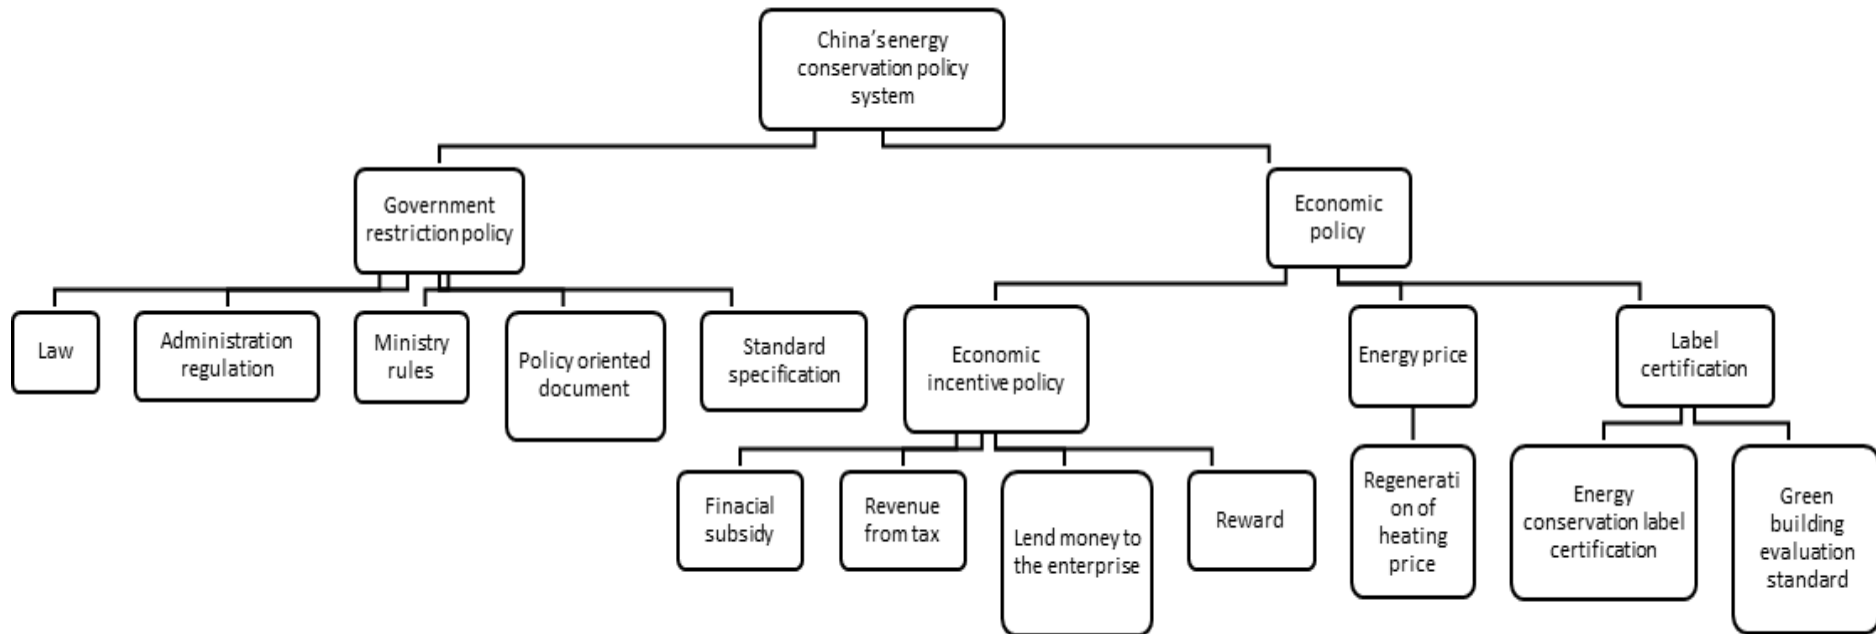 China's energy
conservation policy
system
Government
restriction policy
Economic
policy
Law
Administration
regulation
Ministry
rules
Policy oriented
document
Standard
specification
Economic
incentive policy
Energy price
Label
certification
Finacial
subsidy
Revenue
from tax
Lend money to
the enterprise
Reward
Regenerati
on of
heating
price
Energy
conservation label
certification
Green
building
evaluation
standard